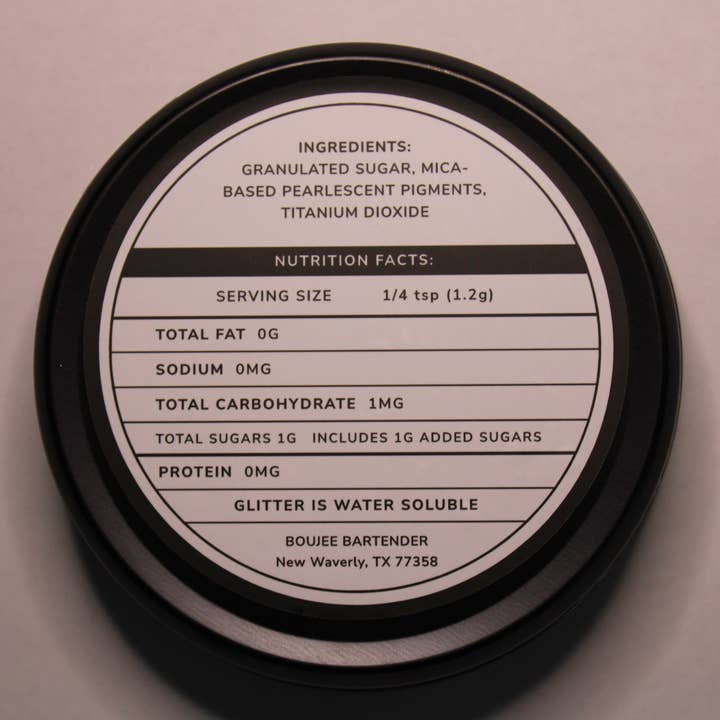 INGREDIENTS:
GRANULATED SUGAR, MICA-
BASED PEARLESCENT PIGMENTS,
TITANIUM DIOXIDE
NUTRITION FACTS:
SERVING SIZE 1/4 tsp (1.2g)
TOTAL FAT 0G
SODIUM 0MG
TOTAL CARBOHYDRATE 1MG
TOTAL SUGARS 1G INCLUDES 1G ADDED SUGARS
PROTEIN 0MG
GLITTER IS WATER SOLUBLE
BOUJEE BARTENDER
New Waverly, TX 77358